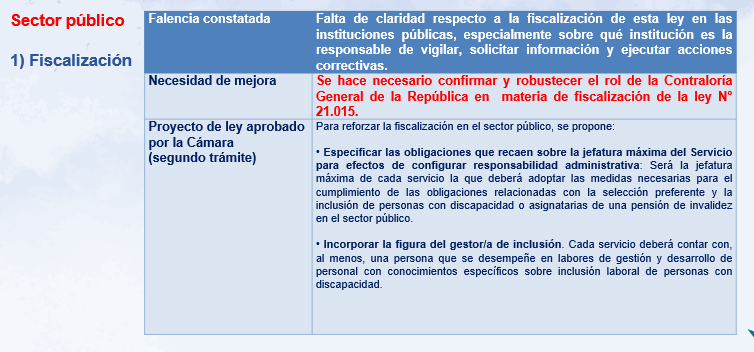 Sector público
1) Fiscalización
Falencia constatada
Falta de claridad respecto a la fiscalización de esta ley en las
instituciones públicas, especialmente sobre qué institución es la
responsable de vigilar, solicitar información y ejecutar acciones
correctivas.
Necesidad de mejora
Se hace necesario confirmar y robustecer el rol de la Contraloría
General de la República en materia de fiscalización de la ley N°
21.015.
Proyecto de ley aprobado
por la Cámara
(segundo trámite)
Para reforzar la fiscalización en el sector público, se propone:
• Especificar las obligaciones que recaen sobre la jefatura máxima del Servicio
para efectos de configurar responsabilidad administrativa: Será la jefatura
máxima de cada servicio la que deberá adoptar las medidas necesarias para el
cumplimiento de las obligaciones relacionadas con la selección preferente y la
inclusión de personas con discapacidad o asignatarias de una pensión de invalidez
en el sector público.
• Incorporar la figura del gestor/a de inclusión. Cada servicio deberá contar con,
al menos, una persona que se desempeñe en labores de gestión y desarrollo de
personal con conocimientos específicos sobre inclusión laboral de personas con
discapacidad.